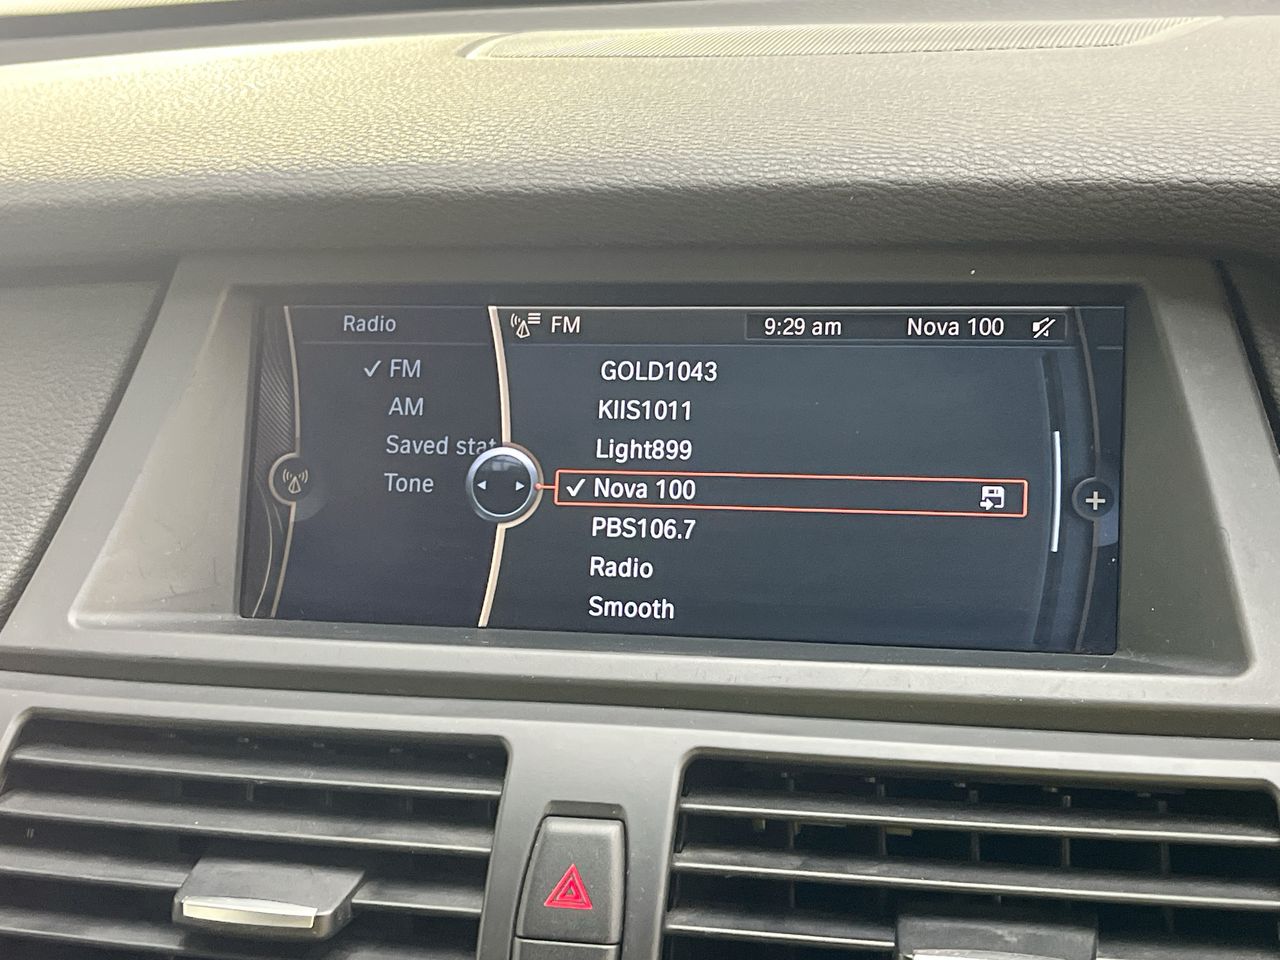 Radio
FM
9:29 am
Nova 100
FM
AM
Saved stat
Tone
GOLD1043
KIIS1011
Light899
Nova 100
PBS106.7
Radio
Smooth